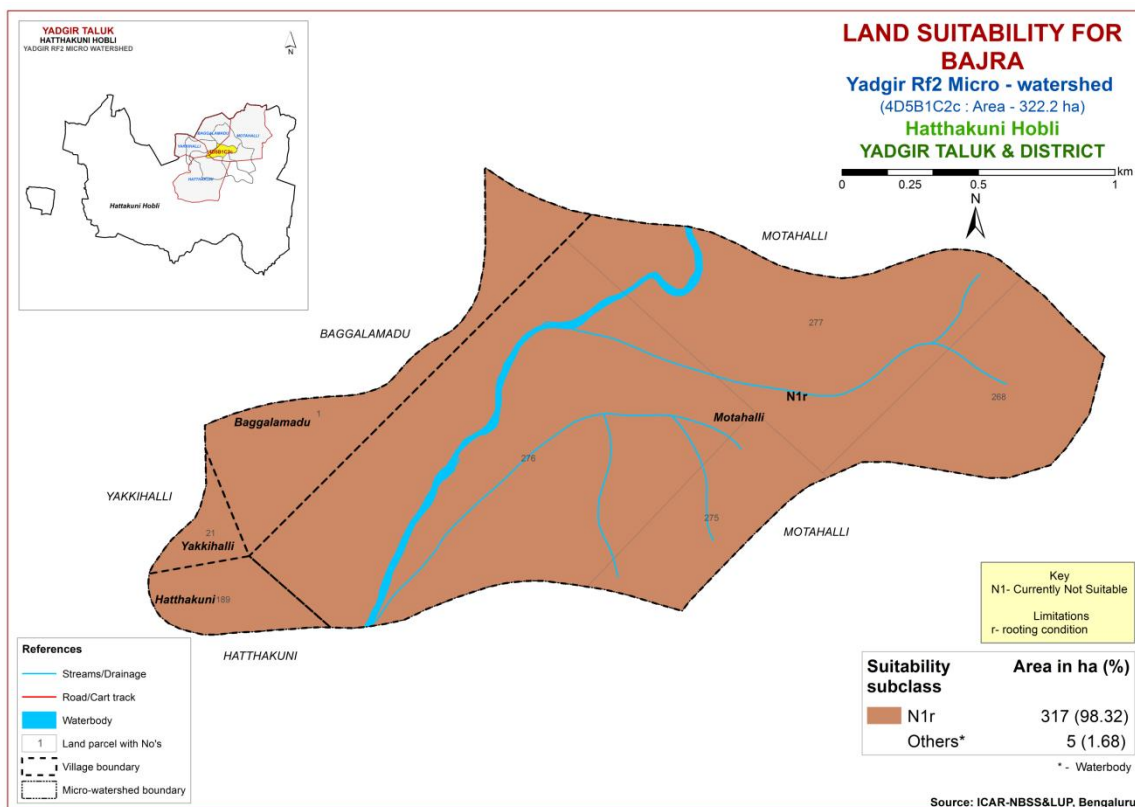 YADGIR TALUK
HATTHAKUNI HOBLI
YADGIR RF2 MICRO WATERSHED
N
BAGGALAMADU
MOTAHALLI
YAKKIHALLI
HATTHAKUNI
Hattakuni Hobli
LAND SUITABILITY FOR
BAJRA
Yadgir Rf2 Micro - watershed
(4D5B1C2c : Area - 322.2 ha)
Hatthakuni Hobli
YADGIR TALUK & DISTRICT
km
0 0.25 0.5 1
N
MOTAHALLI
BAGGALAMADU
277
N1r
268
Motahalli
1
Baggalamadu
276
YAKKIHALLI
275
MOTAHALLI
21
Yakkihalli
Hatthakuni 189
HATTHAKUNI
Key
N1- Currently Not Suitable
Limitations
r- rooting condition
References
Streams/Drainage
Road/Cart track
Waterbody
1 Land parcel with No's
Village boundary
Micro-watershed boundary
Suitability subclass Area in ha (%)
N1r 317 (98.32)
Others* 5 (1.68)
* - Waterbody
Source: ICAR-NBSS&LUP, Bengaluru